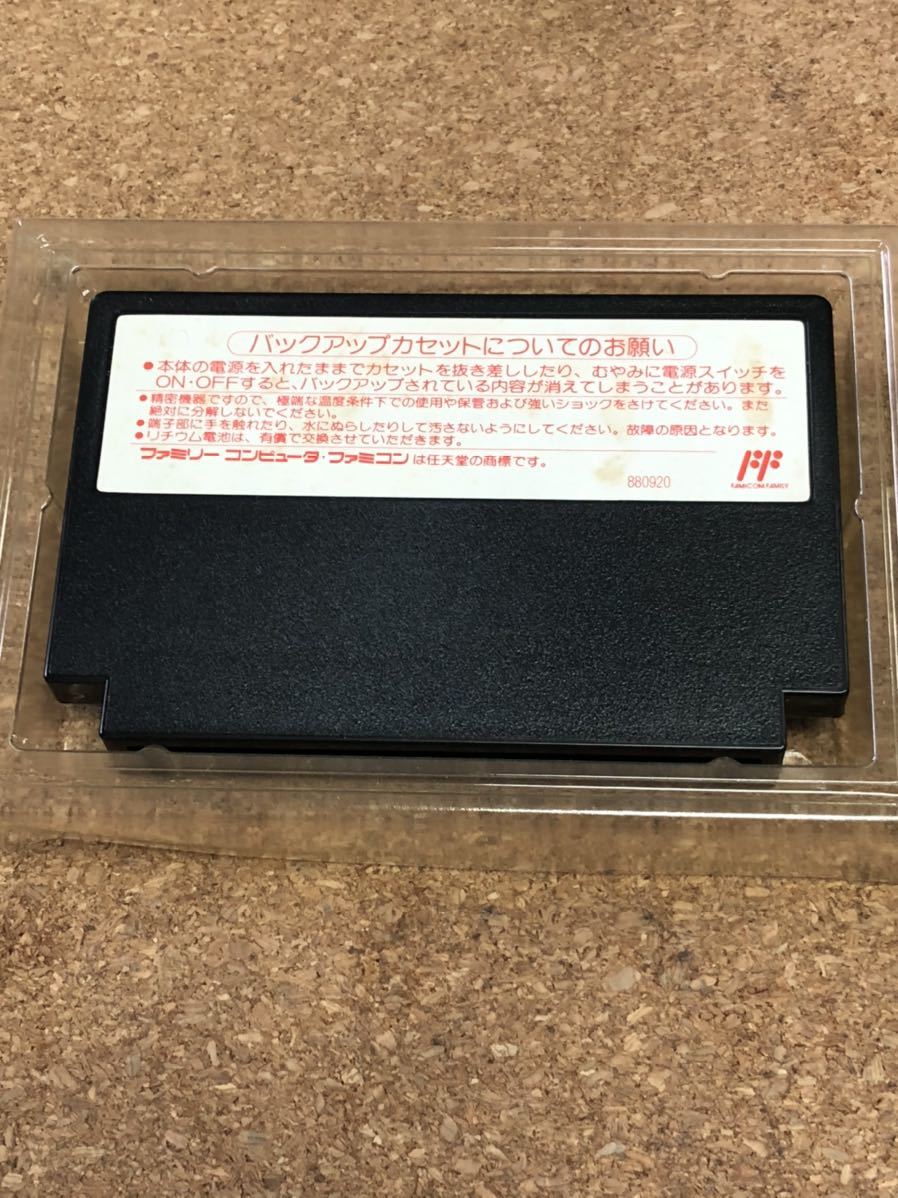 バックアップカセットについてのお願い
●本体の電源を入れたままでカセットを抜き差ししたり、むやみに電源スイッチを
ON・OFFすると、バックアップされている内容が消えてしまうことがあります。
●精密機器ですので、極端な温度条件下での使用や保管および強いショックをさけてください。また
絶対に分解しないでください。
●端子部に手を触れたり、水にぬらしたりして汚さないようにしてください。故障の原因となります。
●リチウム電池は、有償で交換させていただきます。
ファミリーコンピュータ・ファミコンは任天堂の商標です。
880920
FAMICOM FAMILY